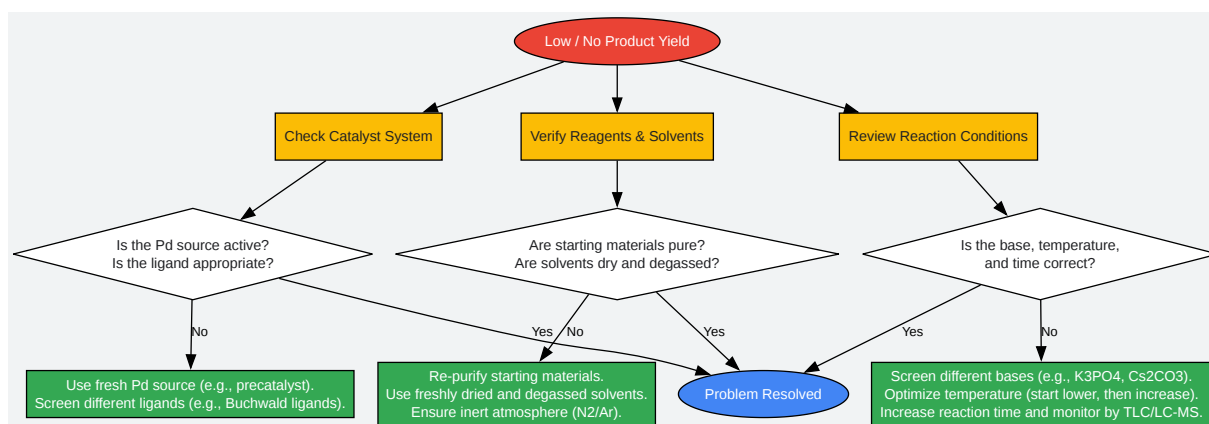 Low / No Product Yield
Check Catalyst System
Verify Reagents & Solvents
Review Reaction Conditions
Is the Pd source active?
Is the ligand appropriate?
Are starting materials pure?
Are solvents dry and degassed?
Is the base, temperature,
and time correct?
No
Yes
No
Yes
Yes
No
Use fresh Pd source (e.g., precatalyst).
Screen different ligands (e.g., Buchwald ligands).
Re-purify starting materials.
Use freshly dried and degassed solvents.
Ensure inert atmosphere (N2/Ar).
Problem Resolved
Screen different bases (e.g., K3PO4, Cs2CO3).
Optimize temperature (start lower, then increase).
Increase reaction time and monitor by TLC/LC-MS.